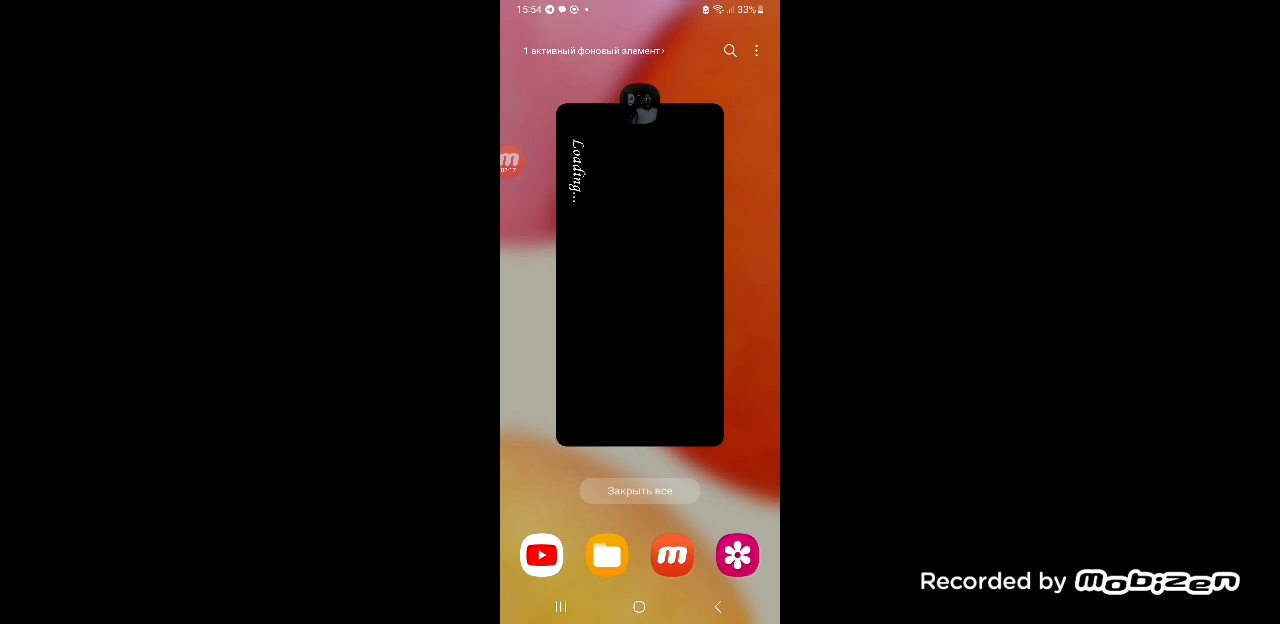 15:54
33%
1 активный фоновый элемент ›
Loading...
Закрыть все
Recorded by mobizen